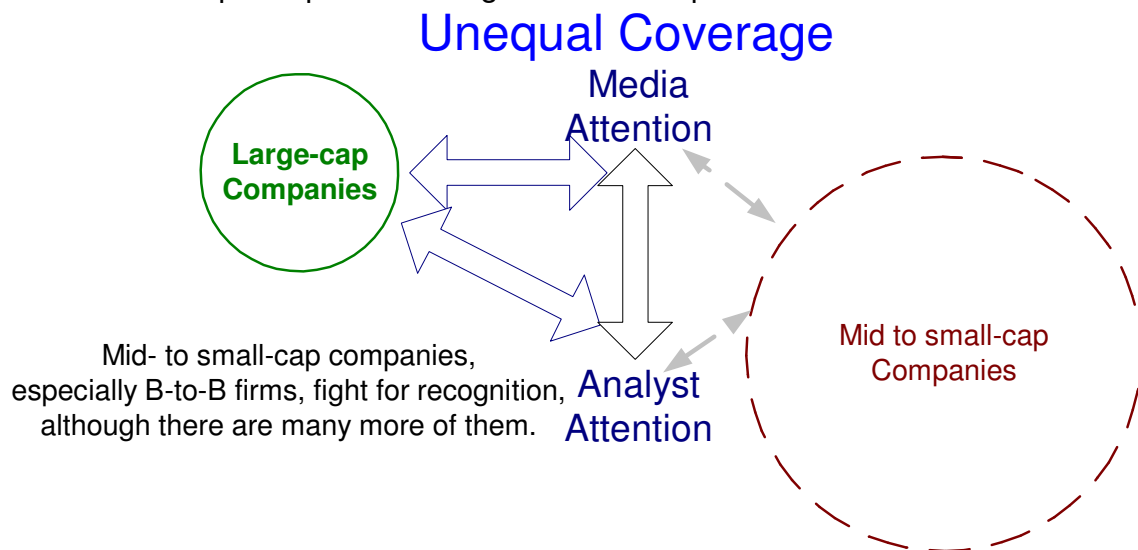 Unequal Coverage
Media
Attention
Large-cap
Companies
Mid to small-cap
Companies
Mid- to small-cap companies,
especially B-to-B firms, fight for recognition,
although there are many more of them.
Analyst
Attention